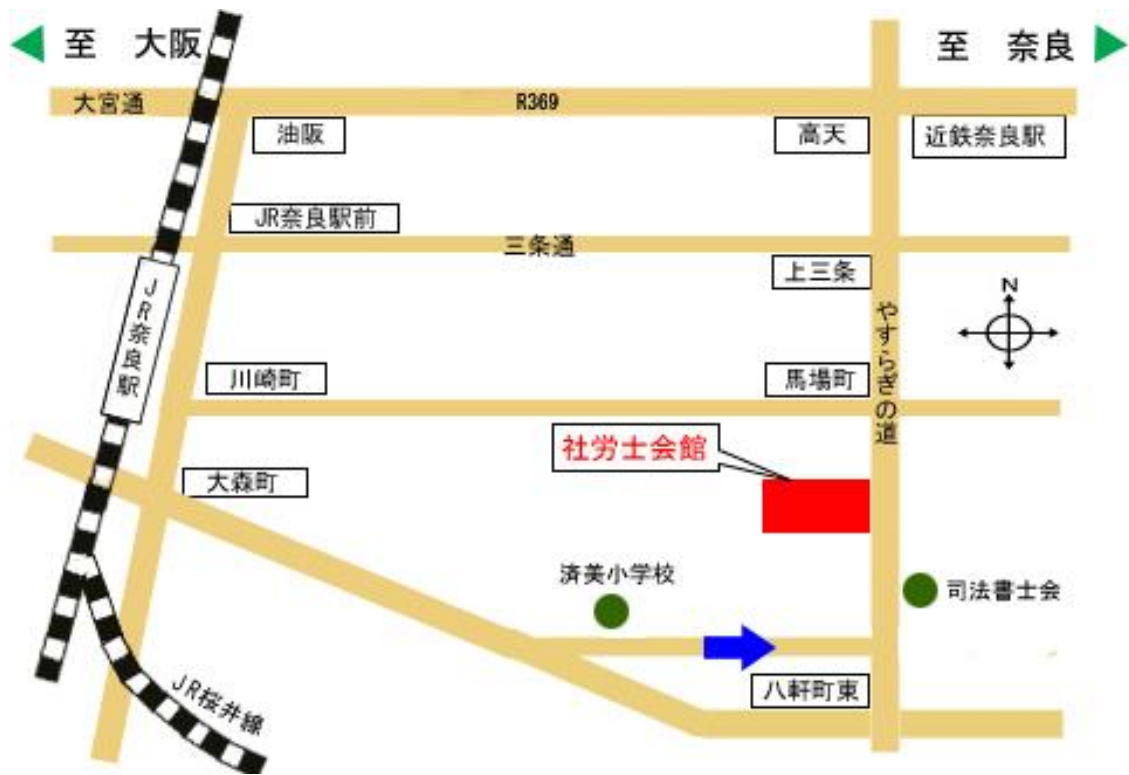 至 大阪
至 奈良
大宮通
R369
油阪
高天
近鉄奈良駅
JR奈良駅前
三条通
上三条
N
JR奈良駅
やすらぎの道
川崎町
馬場町
社労士会館
大森町
済美小学校
司法書士会
八軒町東
JR桜井線